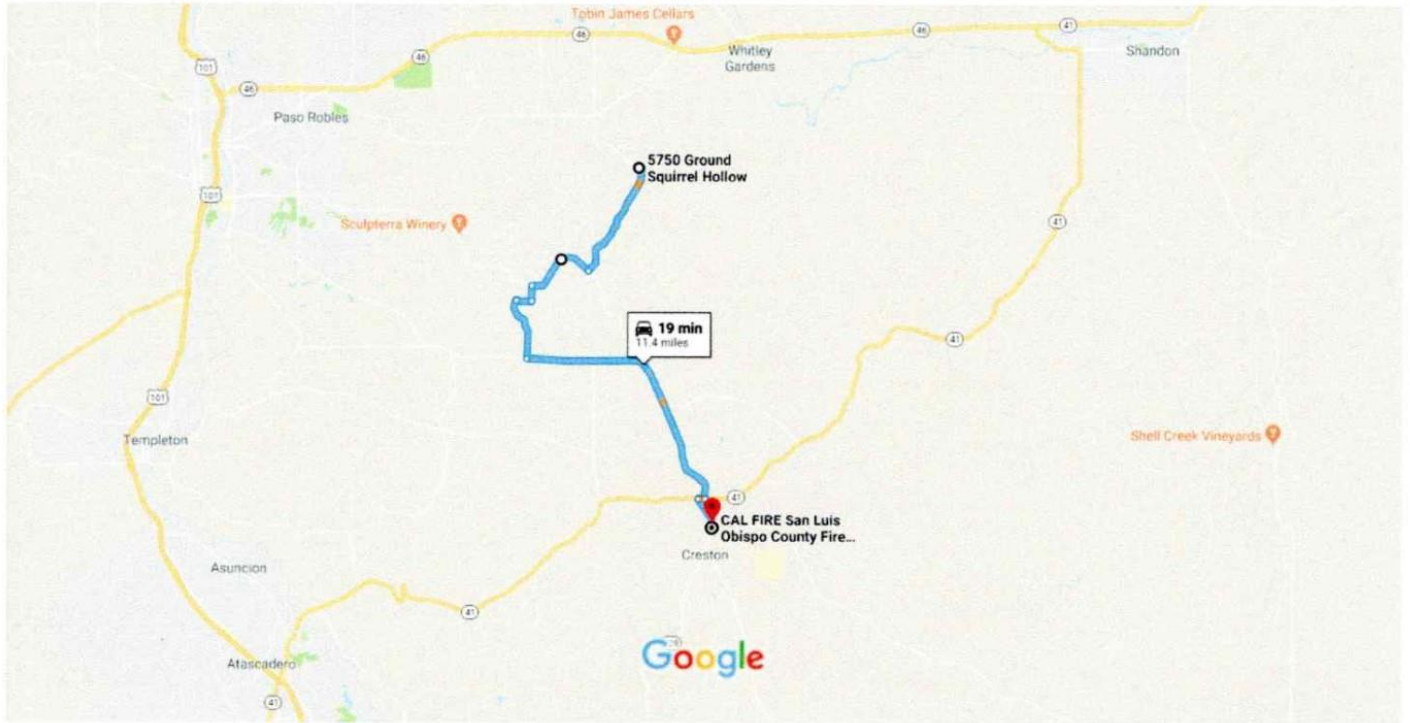 Tobin James Cellars
46
41
46
46
101
Whitley
Gardens
Shandon
46
Paso Robles
5750 Ground
Squirrel Hollow
101
Sculpterra Winery
41
19 min
11.4 miles
41
101
Templeton
Shell Creek Vineyards
41
CAL FIRE San Luis
Obispo County Fire...
Creston
Asuncion
41
Google
Atascadero
41